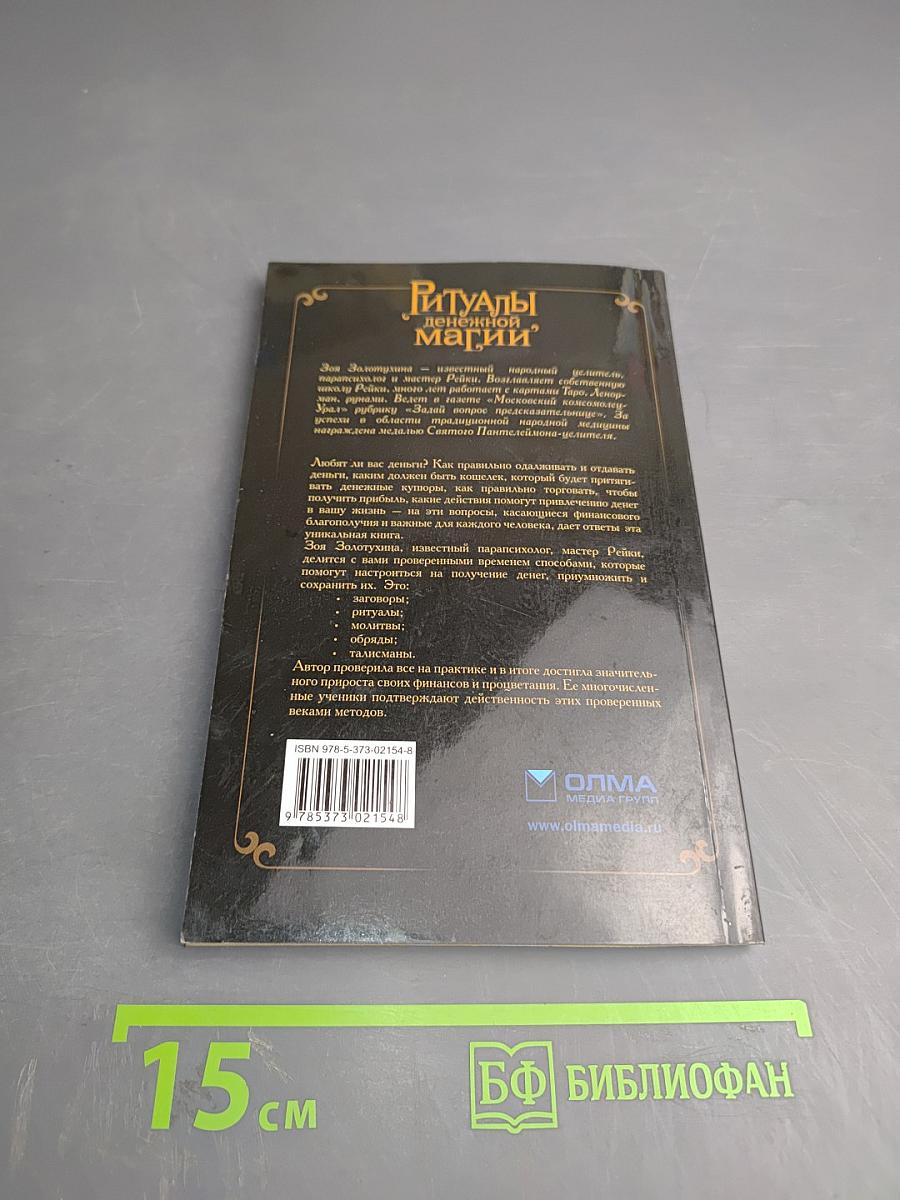 РИТУАЛЫ
ДЕНЕЖНОЙ
МАГИИ
Зоя Золотухина — известный народный целитель,
парапсихолог и мастер Рейки. Возглавляет собственную
школу Рейки, много лет работает с картами Таро, Ленор-
ман, рунами. Ведет в газете «Московский комсомолец-
Урал» рубрику «Задай вопрос предсказательнице». За
успехи в области традиционной народной медицины
награждена медалью Святого Пантелеймона-целителя.
Любят ли вас деньги? Как правильно одалживать и отдавать
деньги, каким должен быть кошелек, который будет притяги-
вать денежные купюры, как правильно торговать, чтобы
получить прибыль, какие действия помогут привлечению денег
в вашу жизнь — на эти вопросы, касающиеся финансового
благополучия и важные для каждого человека, дает ответы эта
уникальная книга.
Зоя Золотухина, известный парапсихолог, мастер Рейки,
делится с вами проверенными временем способами, которые
помогут настроиться на получение денег, приумножить и
сохранить их. Это:
• заговоры;
• ритуалы;
• молитвы;
• обряды;
• талисманы.
Автор проверила все на практике и в итоге достигла значитель-
ного прироста своих финансов и процветания. Ее многочислен-
ные ученики подтверждают действенность этих проверенных
веками методов.
ISBN 978-5-373-02154-8
9 785373 021548
ОЛМА
МЕДИА ГРУПП
www.olmamedia.ru
15 см
БФ БИБЛИОФАН